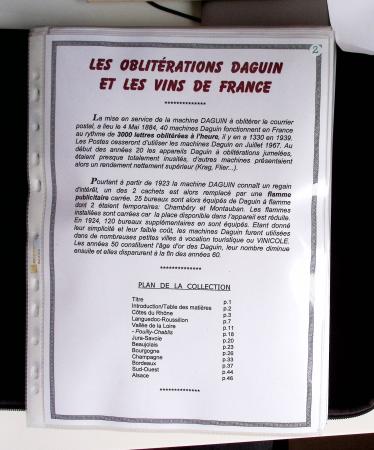 2
LES OBLITÉRATIONS DAGUIN
ET LES VINS DE FRANCE
**************
La mise en service de la machine DAGUIN à oblitérer le courrier
postal, a lieu le 4 Mai 1884, 40 machines Daguin fonctionnent en France
au rythme de 3000 lettres oblitérées à l'heure, il y en a 1330 en 1939.
Les Postes cesseront d'utiliser les machines Daguin en Juillet 1967. Au
début des années 20 les appareils Daguin à oblitérations jumelées,
étaient presque totalement inusités, d'autres machines présentaient
alors un rendement nettement supérieur (Krag, Flier...).
Pourtant à partir de 1923 la machine DAGUIN connaît un regain
d'intérêt, un des 2 cachets est alors remplacé par une flamme
publicitaire carrée. 25 bureaux sont alors équipés de Daguin à flamme
dont 2 étaient temporaires: Chambéry et Montauban. Les flammes
installées sont carrées car la place disponible dans l'appareil est réduite.
En 1924, 120 bureaux supplémentaires en sont équipés. Etant donné
leur simplicité et leur faible coût, les machines Daguin furent utilisées
dans de nombreuses petites villes à vocation touristique ou VINICOLE.
Les années 50 constituent l'âge d'or des Daguin, leur nombre diminue
ensuite et elles disparurent à la fin des années 60.
**************
PLAN DE LA COLLECTION
Titre p.1
Introduction/Table des matières p.2
Côtes du Rhône p.3
Languedoc-Roussillon p.7
Vallée de la Loire p.11
- Pouilly-Chablis p.18
Jura-Savoie p.20
Beaujolais p.23
Bourgogne p.26
Champagne p.33
Bordeaux p.37
Sud-Ouest p.44
Alsace p.46
**************